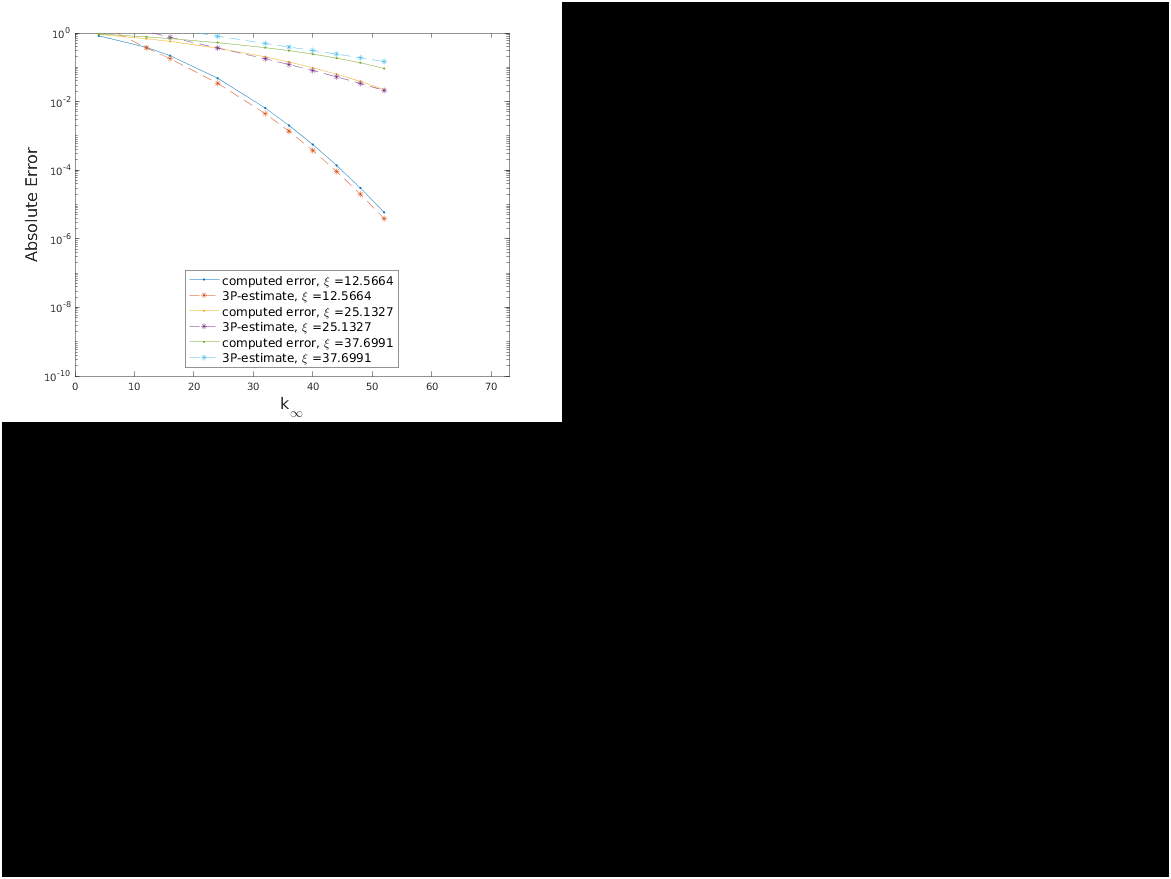 10^0
10^-2
10^-4
10^-6
10^-8
10^-10
Absolute Error
0 10 20 30 40 50 60 70
k_∞
computed error, ξ =12.5664
3P-estimate, ξ =12.5664
computed error, ξ =25.1327
3P-estimate, ξ =25.1327
computed error, ξ =37.6991
3P-estimate, ξ =37.6991